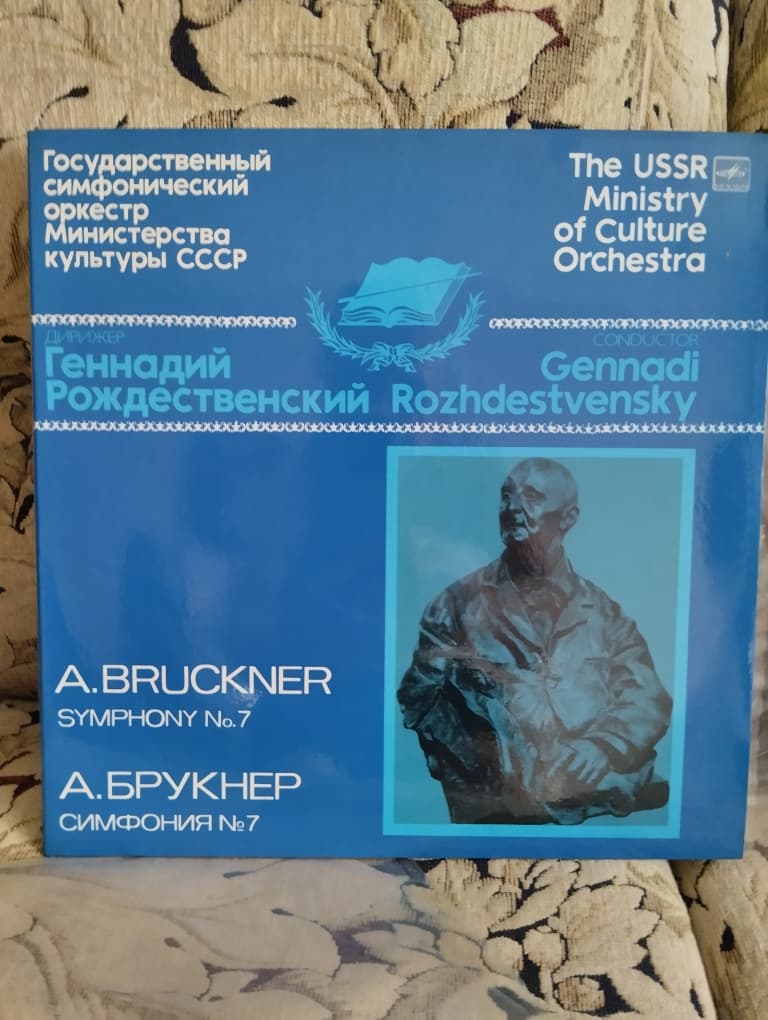 Государственный
симфонический
оркестр
Министерства
культуры СССР
The USSR
Ministry
of Culture
Orchestra
ДИРИЖЕР
Геннадий
Рожественский
CONDUCTOR
Gennadi
Rozhdestvensky
A.BRUCKNER
SYMPHONY No.7
А.БРУКНЕР
СИМФОНИЯ №7